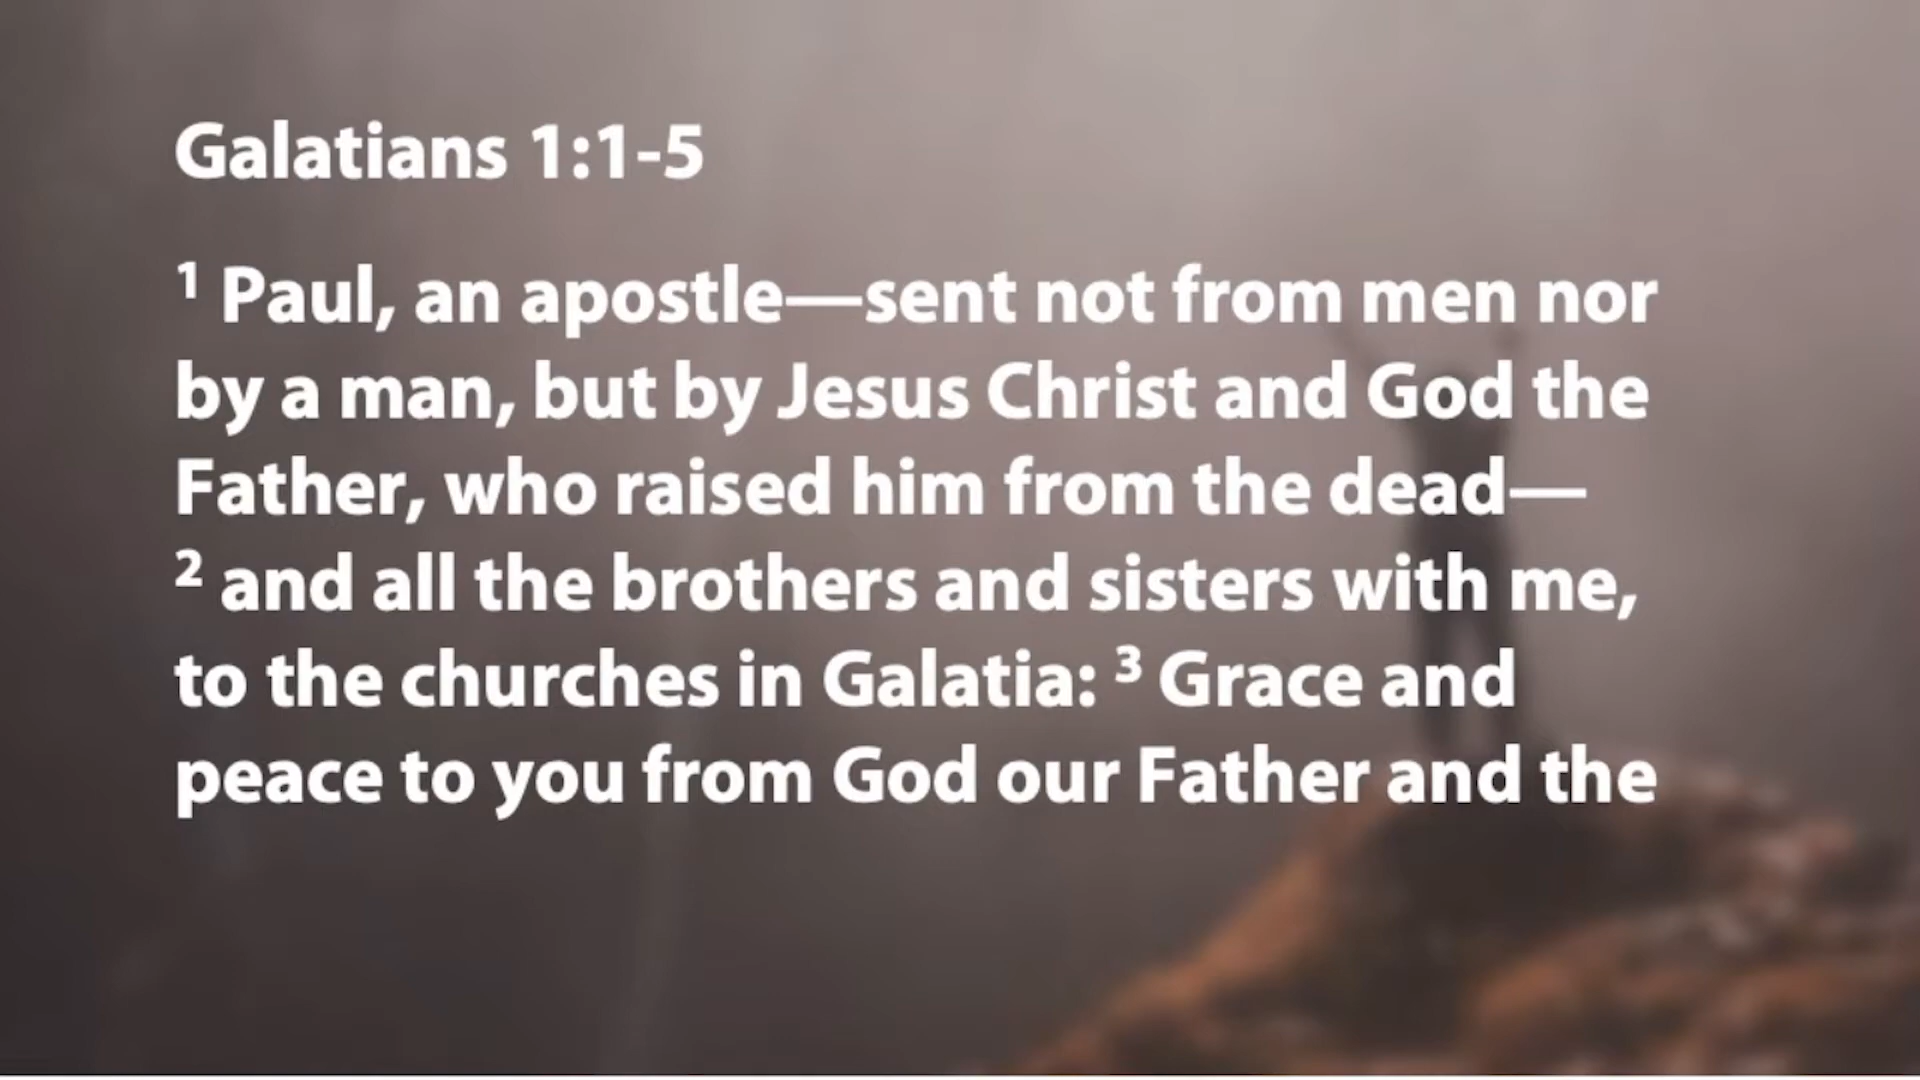 Galatians 1:1-5
¹ Paul, an apostle—sent not from men nor
by a man, but by Jesus Christ and God the
Father, who raised him from the dead—
² and all the brothers and sisters with me,
to the churches in Galatia: ³ Grace and
peace to you from God our Father and the